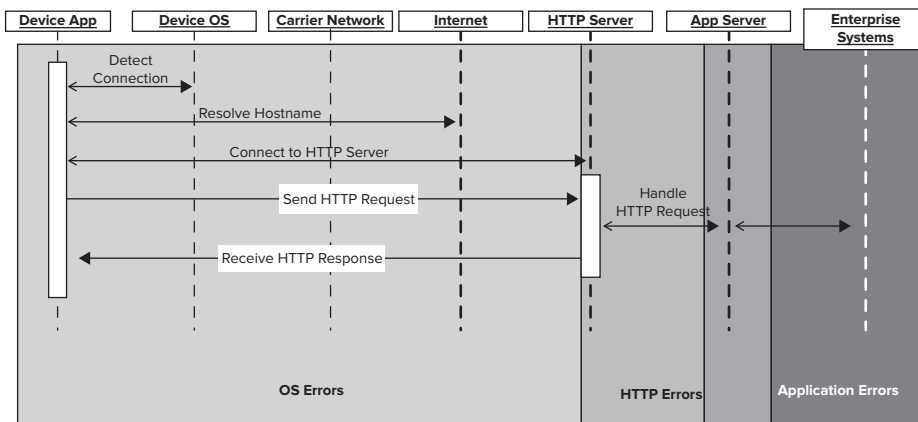 Device App
Device OS
Carrier Network
Internet
HTTP Server
App Server
Enterprise
Systems
Detect
Connection
Resolve Hostname
Connect to HTTP Server
Send HTTP Request
Handle
HTTP Request
Receive HTTP Response
OS Errors
HTTP Errors
Application Errors